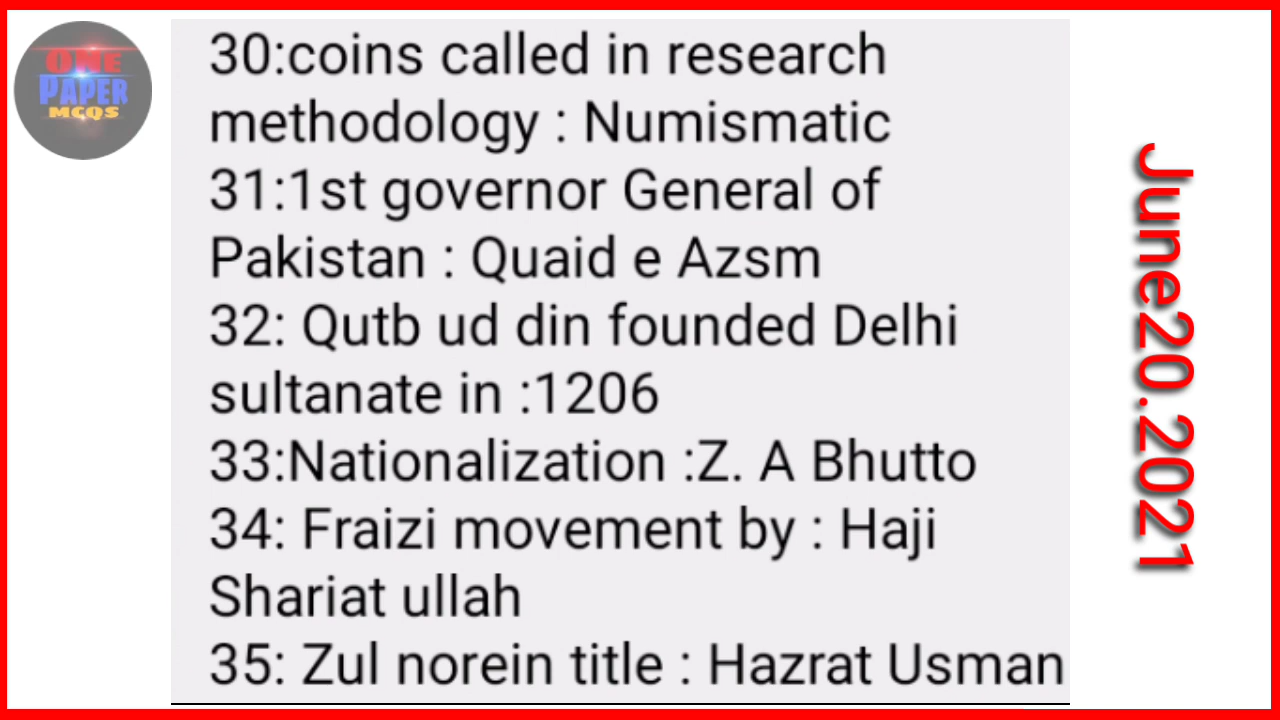 ONE
PAPER
MCQS
30:coins called in research
methodology : Numismatic
31:1st governor General of
Pakistan : Quaid e Azsm
32: Qutb ud din founded Delhi
sultanate in :1206
33:Nationalization :Z. A Bhutto
34: Fraizi movement by : Haji
Shariat ullah
35: Zul norein title : Hazrat Usman
June20.2021